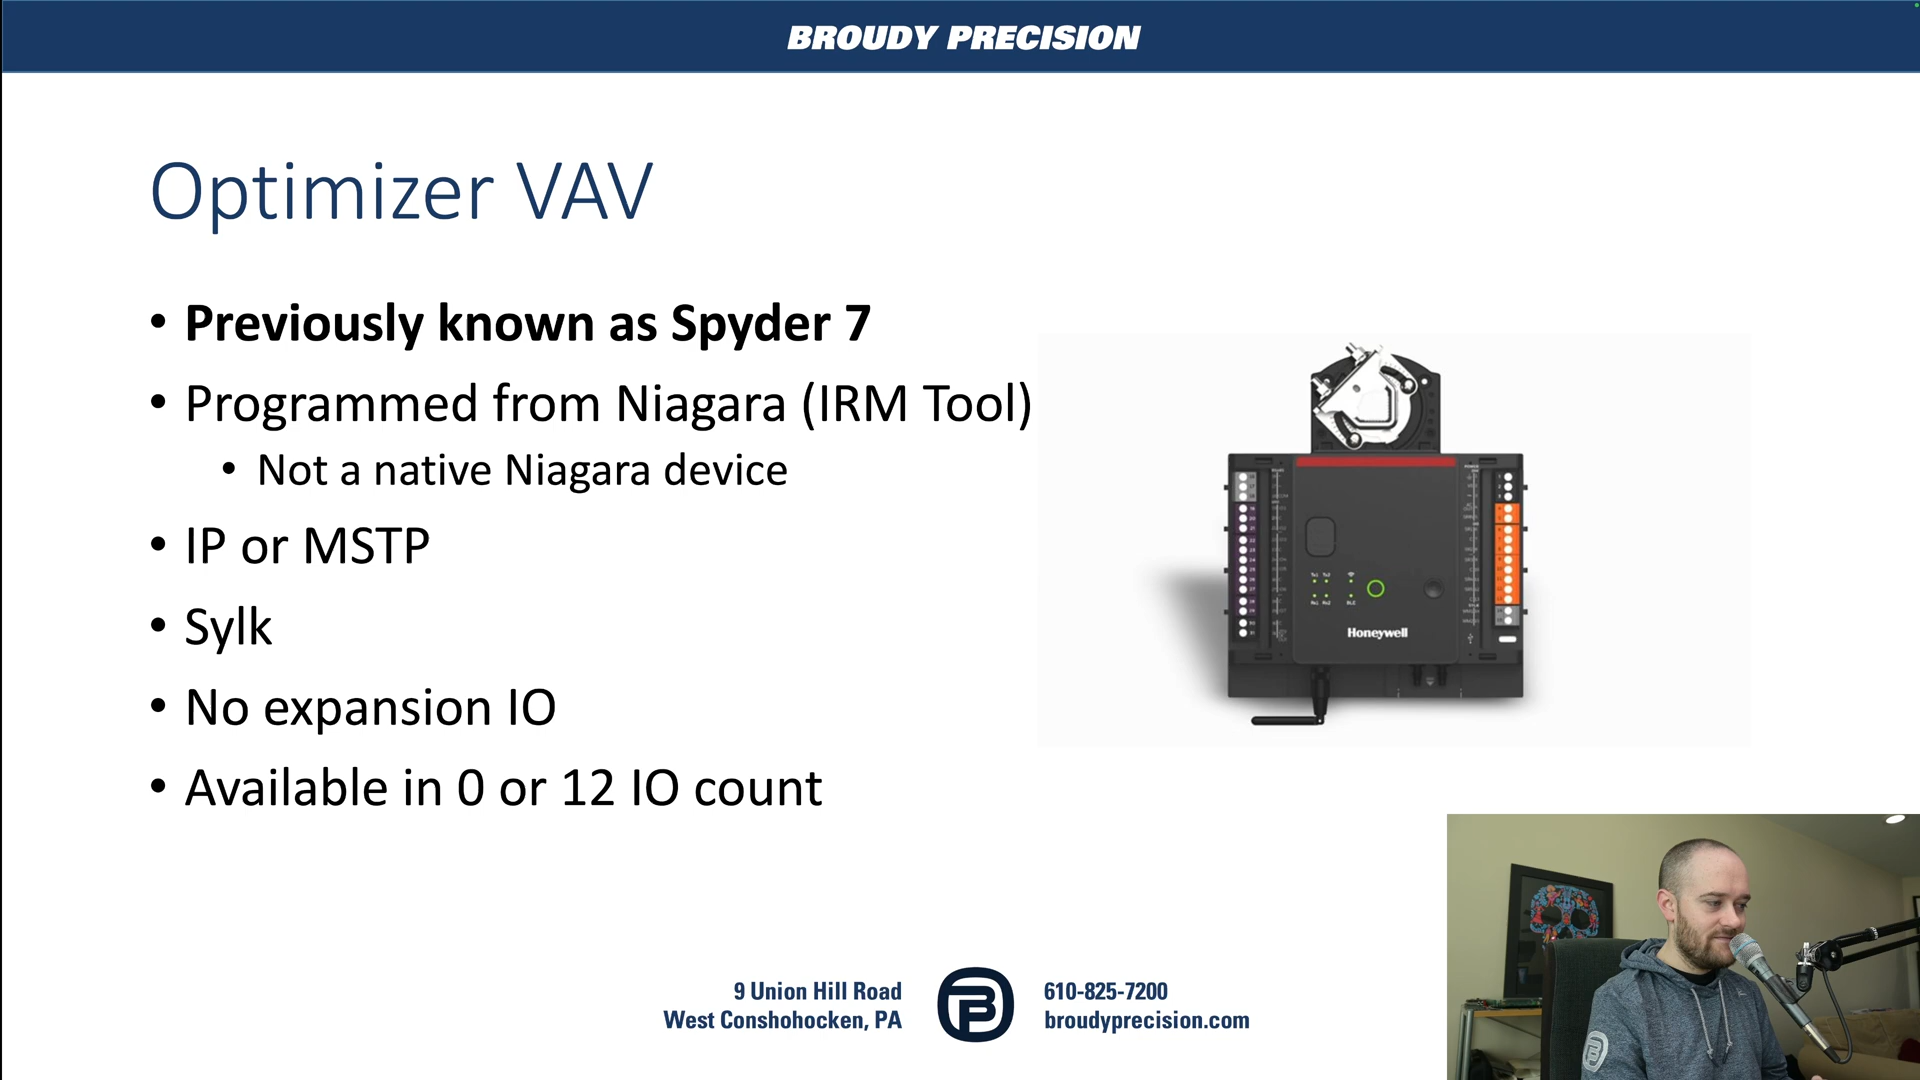 BROUDY PRECISION
Optimizer VAV
• Previously known as Spyder 7
• Programmed from Niagara (IRM Tool)
• Not a native Niagara device
• IP or MSTP
• Sylk
• No expansion IO
• Available in 0 or 12 IO count
Honeywell
9 Union Hill Road
West Conshohocken, PA
610-825-7200
broudyprecision.com